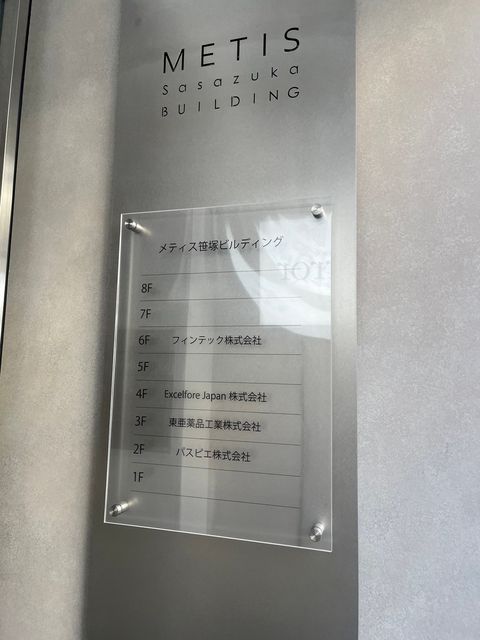 METIS
Sasazuka
BUILDING
メティス笹塚ビルディング
8F
7F
6F フィンテック株式会社
5F
4F Excelfore Japan 株式会社
3F 東亜薬品工業株式会社
2F パスピエ株式会社
1F